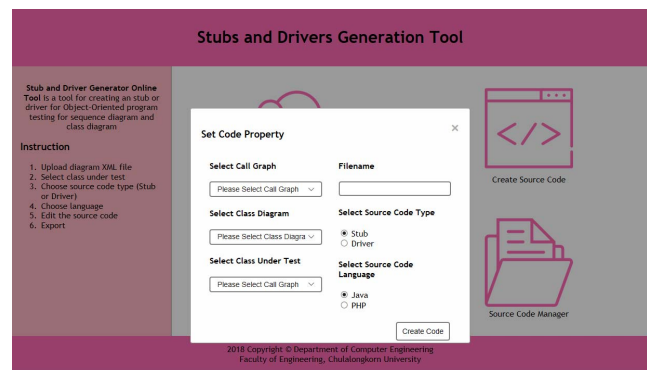 Stubs and Drivers Generation Tool
Stub and Driver Generator Online
Tool is a tool for creating an stub or
driver for Object-Oriented program
testing for sequence diagram and
class diagram
Instruction
1. Upload diagram XML file
2. Select class under test
3. Choose source code type (Stub
or Driver)
4. Choose language
5. Edit the source code
6. Export
Set Code Property
×
Select Call Graph
Please Select Call Graph
Select Class Diagram
Please Select Class Diagra
Select Class Under Test
Please Select Call Graph
Filename
Select Source Code Type
Stub
Driver
Select Source Code
Language
Java
PHP
Create Code
</>
Create Source Code
Source Code Manager
2018 Copyright © Department of Computer Engineering
Faculty of Engineering, Chulalongkorn University